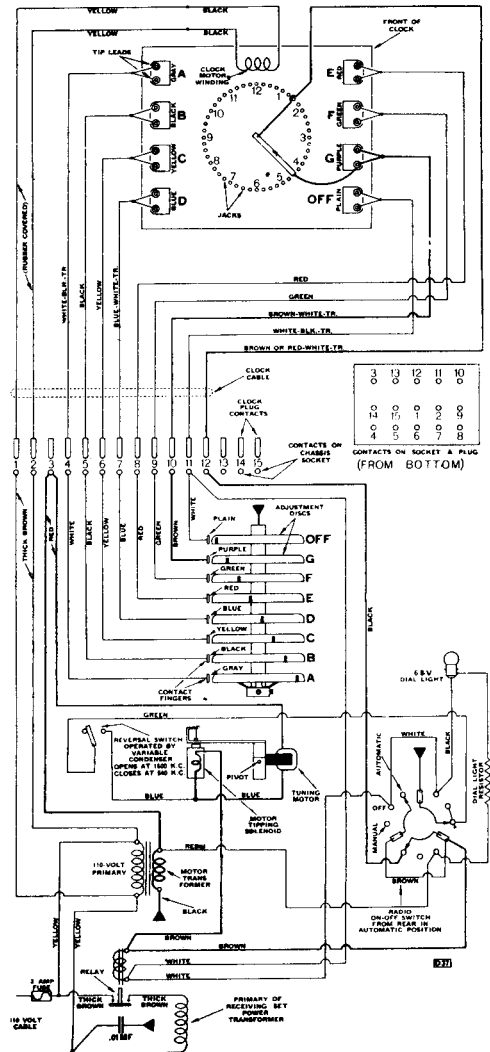 YELLOW
BLACK
YELLOW
BLACK
FRONT OF
CLOCK
TIP LEADS
CLOCK
MOTOR
WINDING
GRAY
A
BLACK
B
YELLOW
C
BLUE
D
RED
E
GREEN
F
PURPLE
G
PLAIN
OFF
12
1
2
3
4
5
6
7
8
9
10
11
JACKS
(RUBBER COVERED)
WHITE-BLK.-TR.
BLACK
YELLOW
BLUE-WHITE-TR.
RED
GREEN
BROWN-WHITE-TR.
WHITE-BLK.-TR.
BROWN OR RED-WHITE-TR.
CLOCK
CABLE
CLOCK
PLUG
CONTACTS
CONTACTS ON
CHASSIS
SOCKET
3 13 12 11 10
14 15 1 2 9
4 5 6 7 8
CONTACTS ON SOCKET & PLUG
(FROM BOTTOM)
1 2 3 4 5 6 7 8 9 10 11 12 13 14 15
THICK BROWN
RED
WHITE
BLACK
YELLOW
BLUE
RED
GREEN
BROWN
WHITE
BLACK
ADJUSTMENT
DISCS
PLAIN
OFF
PURPLE
G
GREEN
F
RED
E
BLUE
D
YELLOW
C
BLACK
B
GRAY
A
CONTACT
FINGERS
GREEN
REVERSAL SWITCH
OPERATED BY
VARIABLE
CONDENSER
OPENS AT 1600 K.C.
CLOSES AT 540 K.C.
BLUE
PIVOT
BLUE
TUNING
MOTOR
MOTOR
TIPPING
SOLENOID
6 8 V
DIAL LIGHT
WHITE
BLACK
AUTOMATIC
OFF
MANUAL
DIAL LIGHT
RESISTOR
BROWN
RADIO
ON-OFF SWITCH
FROM REAR IN
AUTOMATIC POSITION
110-VOLT
PRIMARY
MOTOR
TRANS
FORMER
BLACK
YELLOW
YELLOW
BROWN
BROWN
WHITE
WHITE
RELAY
FUSE
THICK
BROWN
THICK
BROWN
110 VOLT
CABLE
.01 MF
PRIMARY OF
RECEIVING SET
POWER
TRANSFORMER